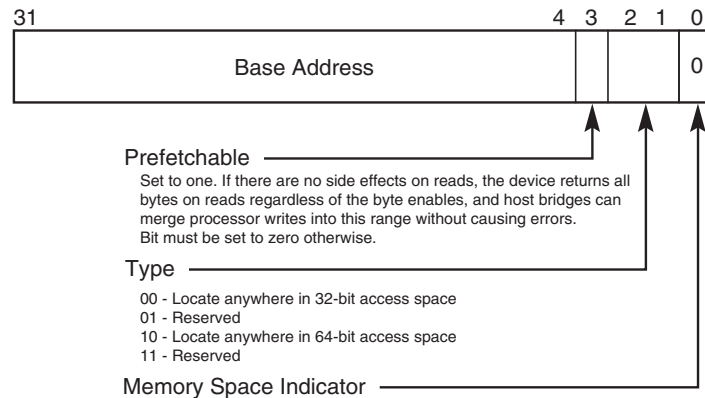 31 4 3 2 1 0
Base Address 0
Prefetchable
Set to one. If there are no side effects on reads, the device returns all
bytes on reads regardless of the byte enables, and host bridges can
merge processor writes into this range without causing errors.
Bit must be set to zero otherwise.
Type
00 - Locate anywhere in 32-bit access space
01 - Reserved
10 - Locate anywhere in 64-bit access space
11 - Reserved
Memory Space Indicator